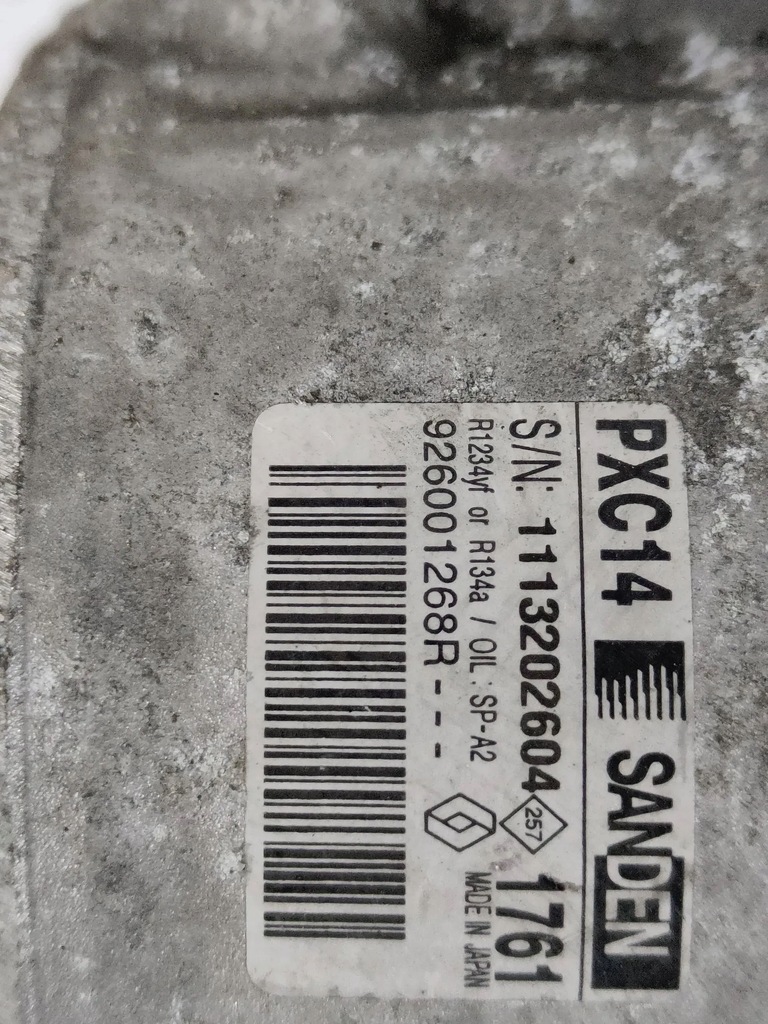 PXC14 SANDEN
S/N: 1113202604 257 1761
R1234yf or R134a / OIL : SP-A2 MADE IN JAPAN
926001268R---